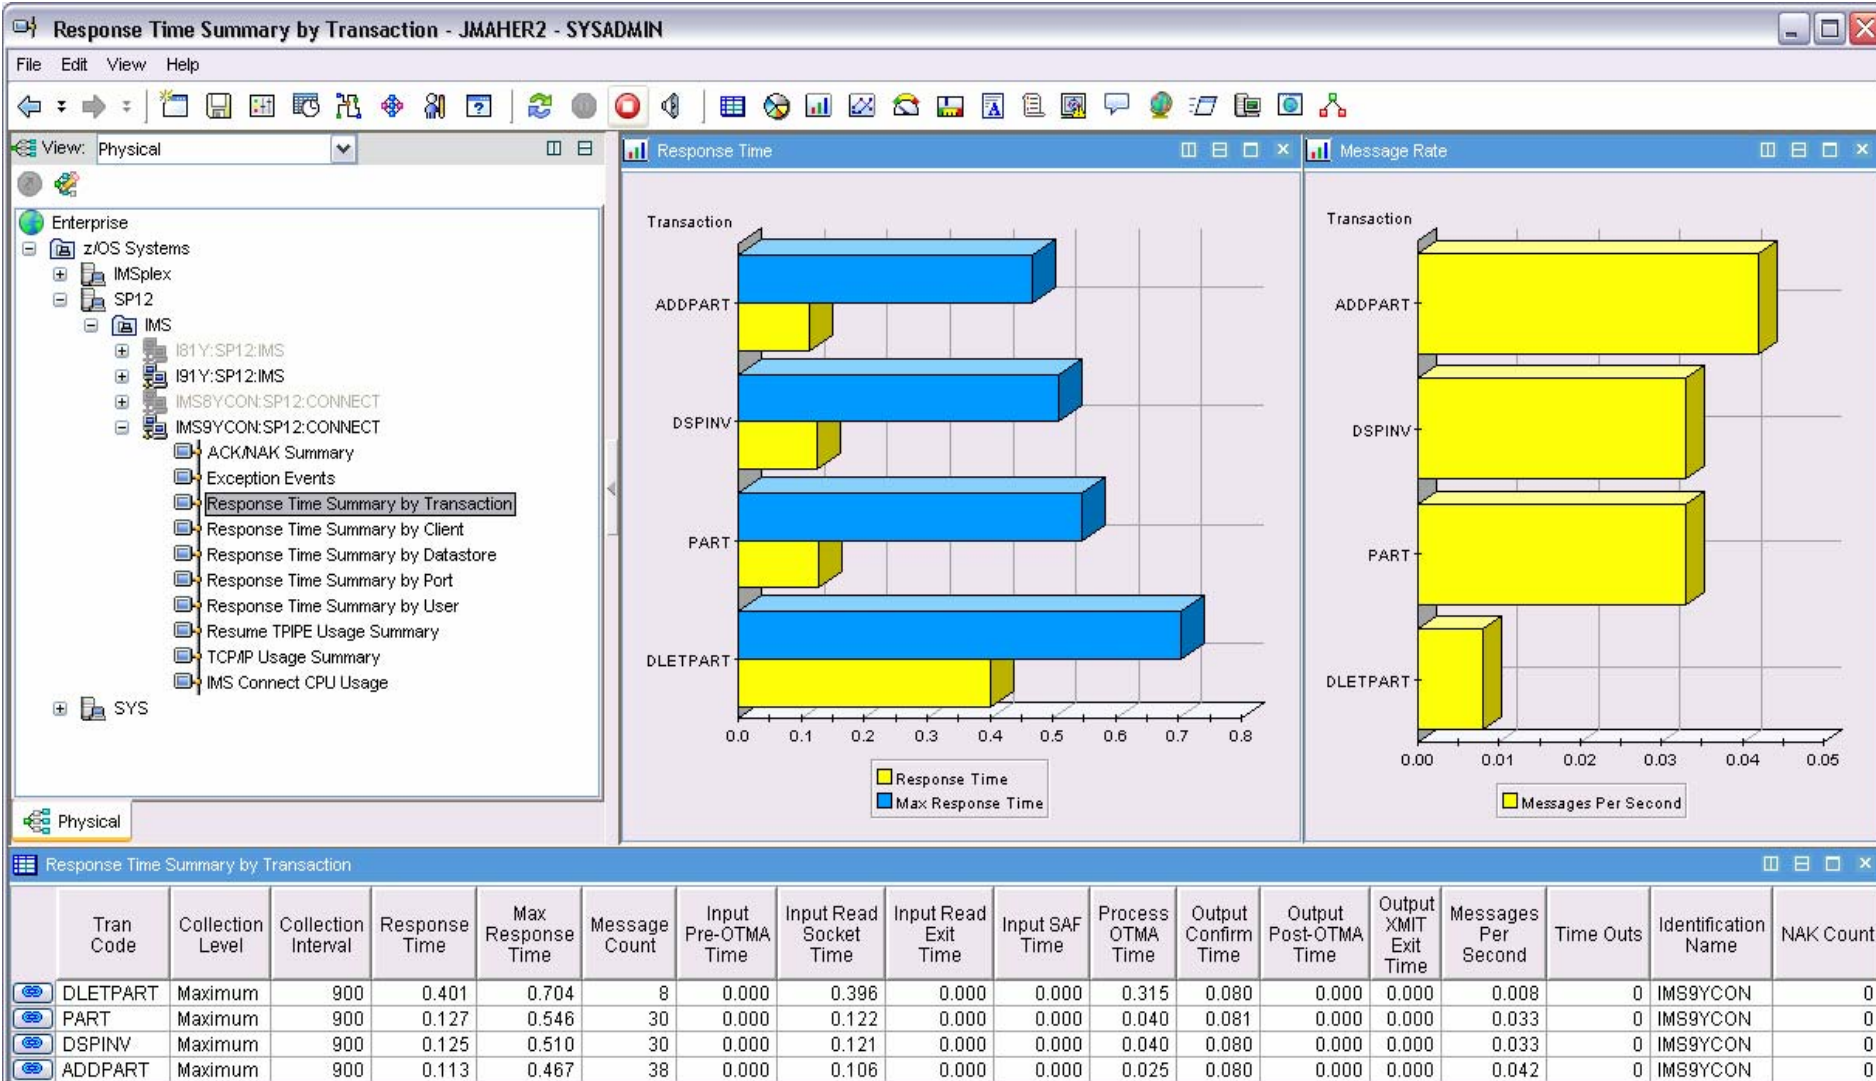 Response Time Summary by Transaction - JMAHER2 - SYSADMIN
File Edit View Help
View: Physical
Enterprise
z/OS Systems
IMSplex
SP12
IMS
I81Y:SP12:IMS
I91Y:SP12:IMS
IMS8YCON:SP12:CONNECT
IMS9YCON:SP12:CONNECT
ACK/NAK Summary
Exception Events
Response Time Summary by Transaction
Response Time Summary by Client
Response Time Summary by Datastore
Response Time Summary by Port
Response Time Summary by User
Resume TPIPE Usage Summary
TCP/IP Usage Summary
IMS Connect CPU Usage
SYS
Physical
Response Time
Transaction
ADDPART
DSPINV
PART
DLETPART
0.0 0.1 0.2 0.3 0.4 0.5 0.6 0.7 0.8
Response Time
Max Response Time
Message Rate
Transaction
ADDPART
DSPINV
PART
DLETPART
0.00 0.01 0.02 0.03 0.04 0.05
Messages Per Second
Response Time Summary by Transaction
Tran Code Collection Level Collection Interval Response Time Max Response Time Message Count Input Pre-OTMA Time Input Read Socket Time Input Read Exit Time Input SAF Time Process OTMA Time Output Confirm Time Output Post-OTMA Time Output XMIT Exit Time Messages Per Second Time Outs Identification Name NAK Count
DLETPART Maximum 900 0.401 0.704 8 0.000 0.396 0.000 0.000 0.315 0.080 0.000 0.000 0.008 0 IMS9YCON 0
PART Maximum 900 0.127 0.546 30 0.000 0.122 0.000 0.000 0.040 0.081 0.000 0.000 0.033 0 IMS9YCON 0
DSPINV Maximum 900 0.125 0.510 30 0.000 0.121 0.000 0.000 0.040 0.080 0.000 0.000 0.033 0 IMS9YCON 0
ADDPART Maximum 900 0.113 0.467 38 0.000 0.106 0.000 0.000 0.025 0.080 0.000 0.000 0.042 0 IMS9YCON 0